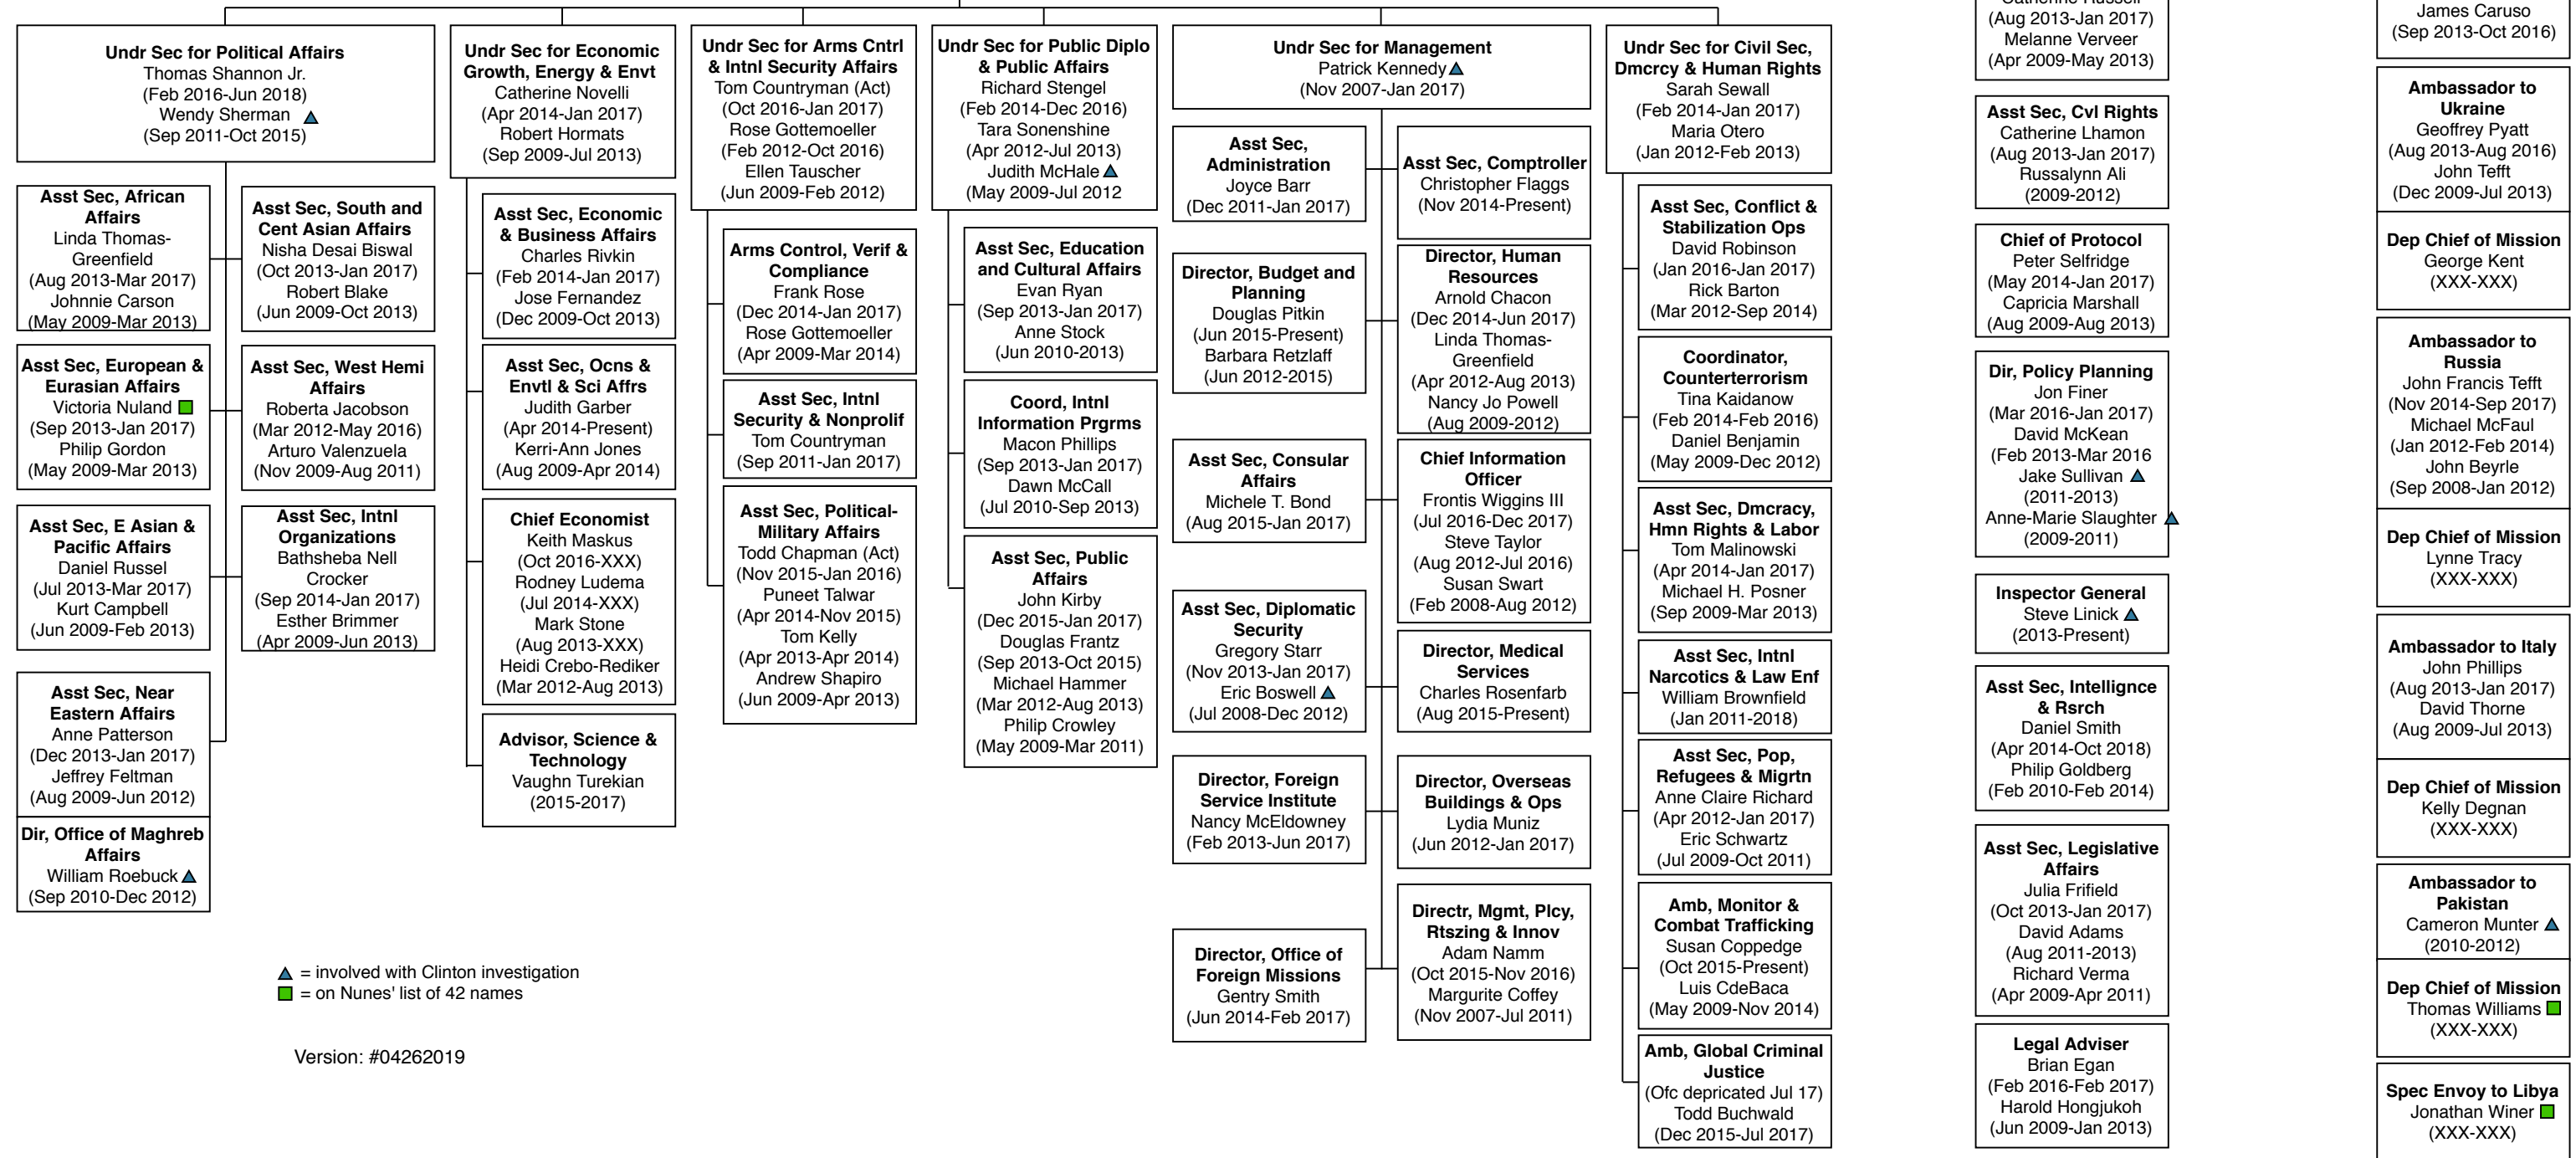 Undr Sec for Political Affairs
Thomas Shannon Jr.
(Feb 2016-Jun 2018)
Wendy Sherman
(Sep 2011-Oct 2015)
Asst Sec, African
Affairs
Linda Thomas-
Greenfield
(Aug 2013-Mar 2017)
Johnnie Carson
(May 2009-Mar 2013)
Asst Sec, South and
Cent Asian Affairs
Nisha Desai Biswal
(Oct 2013-Jan 2017)
Robert Blake
(Jun 2009-Oct 2013)
Asst Sec, European &
Eurasian Affairs
Victoria Nuland
(Sep 2013-Jan 2017)
Philip Gordon
(May 2009-Mar 2013)
Asst Sec, West Hemi
Affairs
Roberta Jacobson
(Mar 2012-May 2016)
Arturo Valenzuela
(Nov 2009-Aug 2011)
Asst Sec, E Asian &
Pacific Affairs
Daniel Russel
(Jul 2013-Mar 2017)
Kurt Campbell
(Jun 2009-Feb 2013)
Asst Sec, Intnl
Organizations
Bathsheba Nell
Crocker
(Sep 2014-Jan 2017)
Esther Brimmer
(Apr 2009-Jun 2013)
Asst Sec, Near
Eastern Affairs
Anne Patterson
(Dec 2013-Jan 2017)
Jeffrey Feltman
(Aug 2009-Jun 2012)
Dir, Office of Maghreb
Affairs
William Roebuck
(Sep 2010-Dec 2012)
= involved with Clinton investigation
= on Nunes' list of 42 names
Version: #04262019
Undr Sec for Economic
Growth, Energy & Envt
Catherine Novelli
(Apr 2014-Jan 2017)
Robert Hormats
(Sep 2009-Jul 2013)
Asst Sec, Economic
& Business Affairs
Charles Rivkin
(Feb 2014-Jan 2017)
Jose Fernandez
(Dec 2009-Oct 2013)
Asst Sec, Ocns &
Envtl & Sci Affrs
Judith Garber
(Apr 2014-Present)
Kerri-Ann Jones
(Aug 2009-Apr 2014)
Chief Economist
Keith Maskus
(Oct 2016-XXX)
Rodney Ludema
(Jul 2014-XXX)
Mark Stone
(Aug 2013-XXX)
Heidi Crebo-Rediker
(Mar 2012-Aug 2013)
Advisor, Science &
Technology
Vaughn Turekian
(2015-2017)
Undr Sec for Arms Cntrl
& Intnl Security Affairs
Tom Countryman (Act)
(Oct 2016-Jan 2017)
Rose Gottemoeller
(Feb 2012-Oct 2016)
Ellen Tauscher
(Jun 2009-Feb 2012)
Arms Control, Verif &
Compliance
Frank Rose
(Dec 2014-Jan 2017)
Rose Gottemoeller
(Apr 2009-Mar 2014)
Asst Sec, Intnl
Security & Nonprolif
Tom Countryman
(Sep 2011-Jan 2017)
Asst Sec, Political-
Military Affairs
Todd Chapman (Act)
(Nov 2015-Jan 2016)
Puneet Talwar
(Apr 2014-Nov 2015)
Tom Kelly
(Apr 2013-Apr 2014)
Andrew Shapiro
(Jun 2009-Apr 2013)
Undr Sec for Public Diplo
& Public Affairs
Richard Stengel
(Feb 2014-Dec 2016)
Tara Sonenshine
(Apr 2012-Jul 2013)
Judith McHale
(May 2009-Jul 2012
Asst Sec, Education
and Cultural Affairs
Evan Ryan
(Sep 2013-Jan 2017)
Anne Stock
(Jun 2010-2013)
Coord, Intnl
Information Prgrms
Macon Phillips
(Sep 2013-Jan 2017)
Dawn McCall
(Jul 2010-Sep 2013)
Asst Sec, Public
Affairs
John Kirby
(Dec 2015-Jan 2017)
Douglas Frantz
(Sep 2013-Oct 2015)
Michael Hammer
(Mar 2012-Aug 2013)
Philip Crowley
(May 2009-Mar 2011)
Undr Sec for Management
Patrick Kennedy
(Nov 2007-Jan 2017)
Asst Sec,
Administration
Joyce Barr
(Dec 2011-Jan 2017)
Asst Sec, Comptroller
Christopher Flaggs
(Nov 2014-Present)
Director, Budget and
Planning
Douglas Pitkin
(Jun 2015-Present)
Barbara Retzlaff
(Jun 2012-2015)
Director, Human
Resources
Arnold Chacon
(Dec 2014-Jun 2017)
Linda Thomas-
Greenfield
(Apr 2012-Aug 2013)
Nancy Jo Powell
(Aug 2009-2012)
Asst Sec, Consular
Affairs
Michele T. Bond
(Aug 2015-Jan 2017)
Chief Information
Officer
Frontis Wiggins III
(Jul 2016-Dec 2017)
Steve Taylor
(Aug 2012-Jul 2016)
Susan Swart
(Feb 2008-Aug 2012)
Asst Sec, Diplomatic
Security
Gregory Starr
(Nov 2013-Jan 2017)
Eric Boswell
(Jul 2008-Dec 2012)
Director, Medical
Services
Charles Rosenfarb
(Aug 2015-Present)
Director, Foreign
Service Institute
Nancy McEldowney
(Feb 2013-Jun 2017)
Director, Overseas
Buildings & Ops
Lydia Muniz
(Jun 2012-Jan 2017)
Director, Office of
Foreign Missions
Gentry Smith
(Jun 2014-Feb 2017)
Directr, Mgmt, Plcy,
Rtszing & Innov
Adam Namm
(Oct 2015-Nov 2016)
Margurite Coffey
(Nov 2007-Jul 2011)
Undr Sec for Civil Sec,
Dmcrcy & Human Rights
Sarah Sewall
(Feb 2014-Jan 2017)
Maria Otero
(Jan 2012-Feb 2013)
Asst Sec, Conflict &
Stabilization Ops
David Robinson
(Jan 2016-Jan 2017)
Rick Barton
(Mar 2012-Sep 2014)
Coordinator,
Counterterrorism
Tina Kaidanow
(Feb 2014-Feb 2016)
Daniel Benjamin
(May 2009-Dec 2012)
Asst Sec, Dmcracy,
Hmn Rights & Labor
Tom Malinowski
(Apr 2014-Jan 2017)
Michael H. Posner
(Sep 2009-Mar 2013)
Asst Sec, Intnl
Narcotics & Law Enf
William Brownfield
(Jan 2011-2018)
Asst Sec, Pop,
Refugees & Migrtn
Anne Claire Richard
(Apr 2012-Jan 2017)
Eric Schwartz
(Jul 2009-Oct 2011)
Amb, Monitor &
Combat Trafficking
Susan Coppedge
(Oct 2015-Present)
Luis CdeBaca
(May 2009-Nov 2014)
Amb, Global Criminal
Justice
(Ofc depricated Jul 17)
Todd Buchwald
(Dec 2015-Jul 2017)
Catherine Russell
(Aug 2013-Jan 2017)
Melanne Verveer
(Apr 2009-May 2013)
Asst Sec, Cvl Rights
Catherine Lhamon
(Aug 2013-Jan 2017)
Russalynn Ali
(2009-2012)
Chief of Protocol
Peter Selfridge
(May 2014-Jan 2017)
Capricia Marshall
(Aug 2009-Aug 2013)
Dir, Policy Planning
Jon Finer
(Mar 2016-Jan 2017)
David McKean
(Feb 2013-Mar 2016
Jake Sullivan
(2011-2013)
Anne-Marie Slaughter
(2009-2011)
Inspector General
Steve Linick
(2013-Present)
Asst Sec, Intellignce
& Rsrch
Daniel Smith
(Apr 2014-Oct 2018)
Philip Goldberg
(Feb 2010-Feb 2014)
Asst Sec, Legislative
Affairs
Julia Frifield
(Oct 2013-Jan 2017)
David Adams
(Aug 2011-2013)
Richard Verma
(Apr 2009-Apr 2011)
Legal Adviser
Brian Egan
(Feb 2016-Feb 2017)
Harold Hongjukoh
(Jun 2009-Jan 2013)
James Caruso
(Sep 2013-Oct 2016)
Ambassador to
Ukraine
Geoffrey Pyatt
(Aug 2013-Aug 2016)
John Tefft
(Dec 2009-Jul 2013)
Dep Chief of Mission
George Kent
(XXX-XXX)
Ambassador to
Russia
John Francis Tefft
(Nov 2014-Sep 2017)
Michael McFaul
(Jan 2012-Feb 2014)
John Beyrle
(Sep 2008-Jan 2012)
Dep Chief of Mission
Lynne Tracy
(XXX-XXX)
Ambassador to Italy
John Phillips
(Aug 2013-Jan 2017)
David Thorne
(Aug 2009-Jul 2013)
Dep Chief of Mission
Kelly Degnan
(XXX-XXX)
Ambassador to
Pakistan
Cameron Munter
(2010-2012)
Dep Chief of Mission
Thomas Williams
(XXX-XXX)
Spec Envoy to Libya
Jonathan Winer
(XXX-XXX)